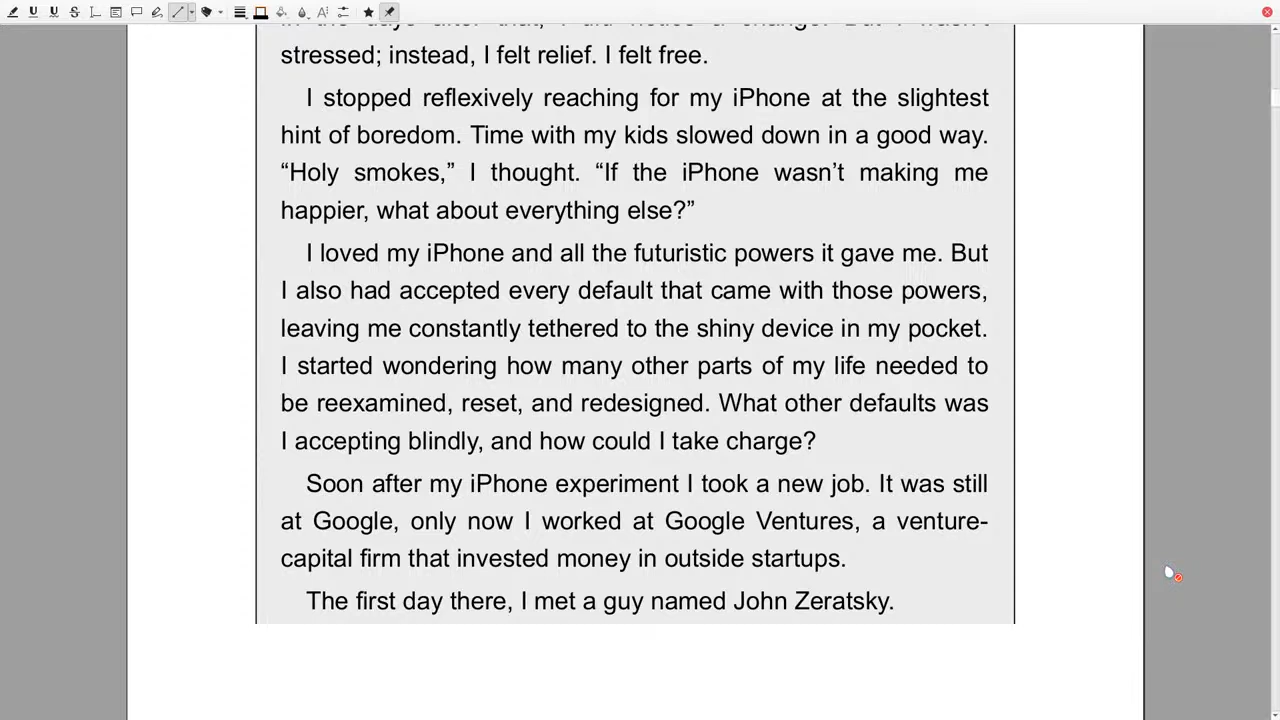 stressed; instead, I felt relief. I felt free.
I stopped reflexively reaching for my iPhone at the slightest
hint of boredom. Time with my kids slowed down in a good way.
“Holy smokes,” I thought. “If the iPhone wasn’t making me
happier, what about everything else?”
I loved my iPhone and all the futuristic powers it gave me. But
I also had accepted every default that came with those powers,
leaving me constantly tethered to the shiny device in my pocket.
I started wondering how many other parts of my life needed to
be reexamined, reset, and redesigned. What other defaults was
I accepting blindly, and how could I take charge?
Soon after my iPhone experiment I took a new job. It was still
at Google, only now I worked at Google Ventures, a venture-
capital firm that invested money in outside startups.
The first day there, I met a guy named John Zeratsky.